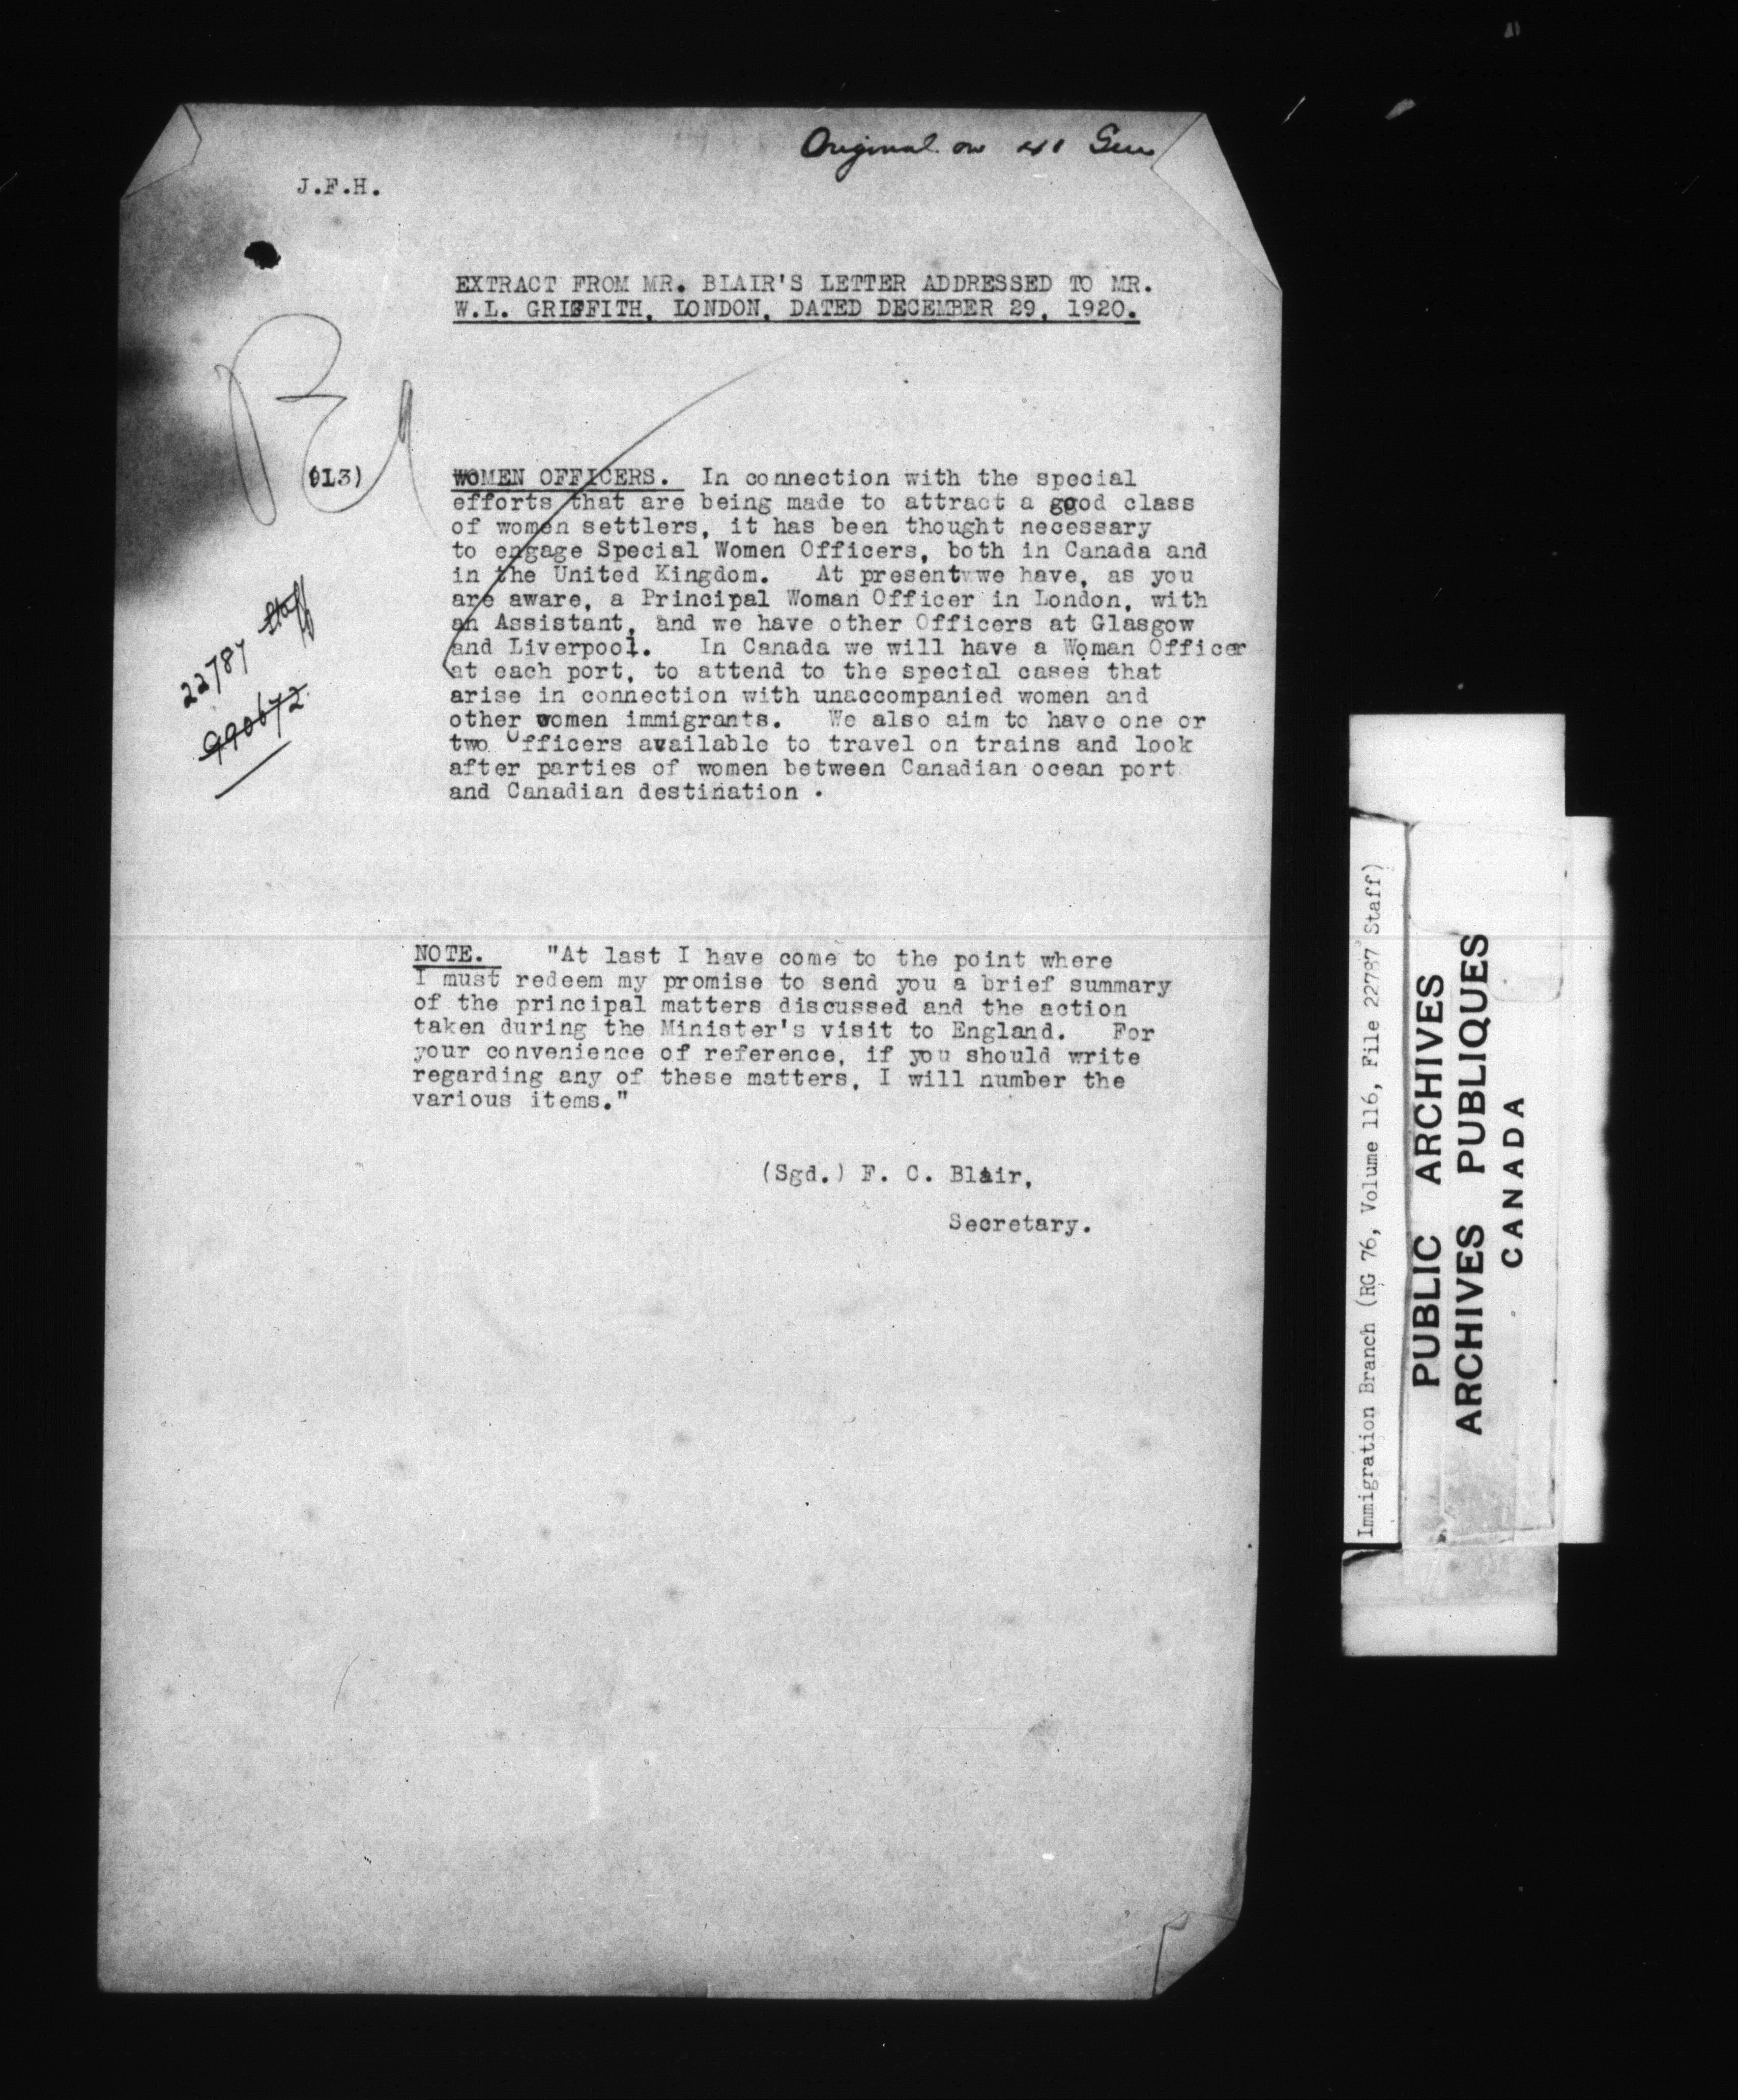 Original on 41 Gen
J.F.H.
EXTRACT FROM MR. BLAIR'S LETTER ADDRESSED TO MR.
W.L. GRIFFITH, LONDON, DATED DECEMBER 29, 1920.
(13)
WOMEN OFFICERS. In connection with the special
efforts that are being made to attract a good class
of women settlers, it has been thought necessary
to engage Special Women Officers, both in Canada and
in the United Kingdom. At present we have, as you
are aware, a Principal Woman Officer in London, with
an Assistant, and we have other Officers at Glasgow
and Liverpool. In Canada we will have a Woman Officer
at each port, to attend to the special cases that
arise in connection with unaccompanied women and
other women immigrants. We also aim to have one or
two Officers available to travel on trains and look
after parties of women between Canadian ocean port
and Canadian destination .
22787 Staff
990672
NOTE. "At last I have come to the point where
I must redeem my promise to send you a brief summary
of the principal matters discussed and the action
taken during the Minister's visit to England. For
your convenience of reference, if you should write
regarding any of these matters, I will number the
various items."
(Sgd.) F. C. Blair,
Secretary.
Immigration Branch (RG 76, Volume 116, File 22787 Staff)
PUBLIC ARCHIVES
ARCHIVES PUBLIQUES
CANADA